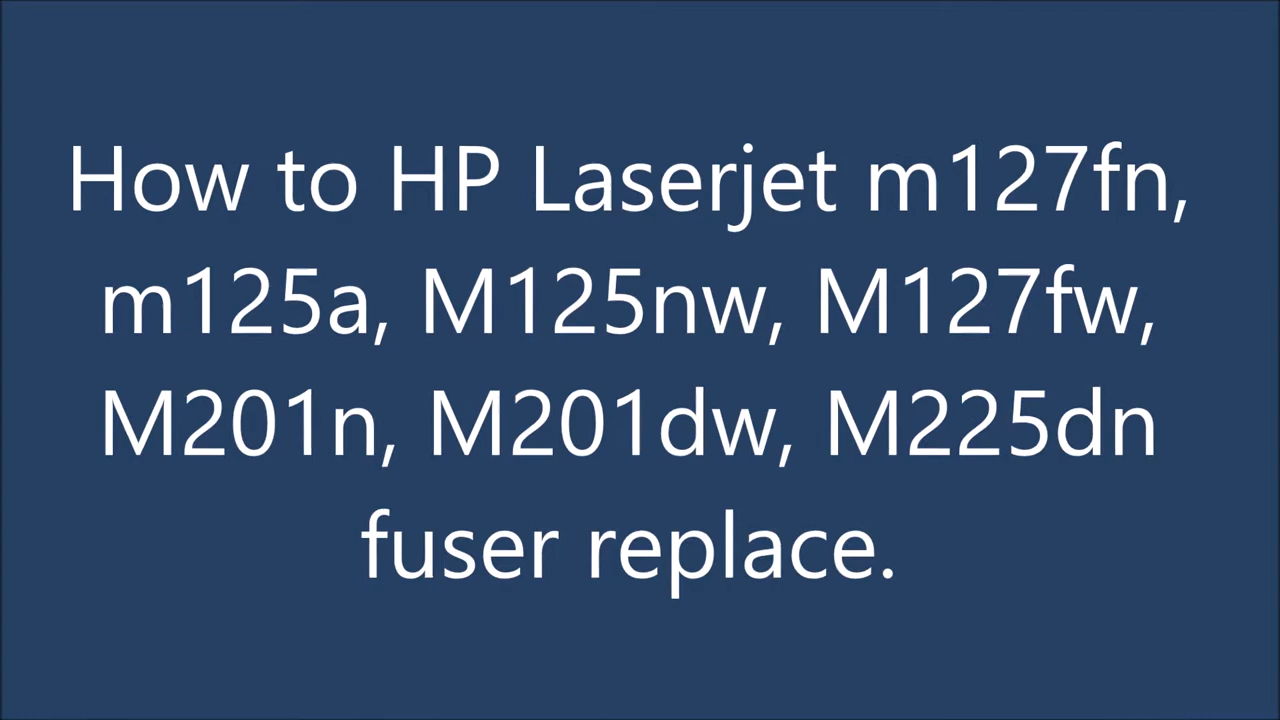 How to HP Laserjet m127fn,
m125a, M125nw, M127fw,
M201n, M201dw, M225dn
fuser replace.